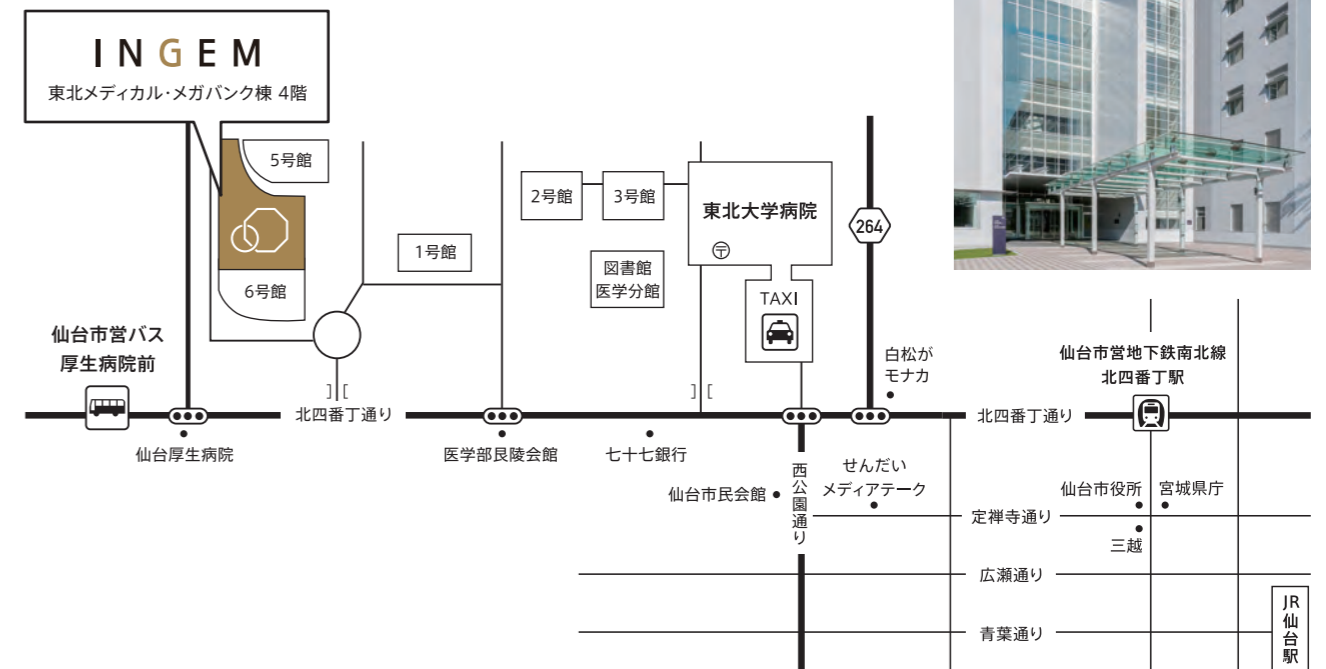 INGEM
東北メディカル・メガバンク棟 4階
5号館
6号館
1号館
2号館
3号館
東北大学病院
〒
図書館
医学分館
TAXI
264
仙台市営バス
厚生病院前
白松が
モナカ
仙台市営地下鉄南北線
北四番丁駅
北四番丁通り
北四番丁通り
仙台厚生病院
医学部艮陵会館
七十七銀行
仙台市民会館
西公園通り
せんだい
メディアテーク
仙台市役所
宮城県庁
定禅寺通り
三越
広瀬通り
青葉通り
JR仙台駅